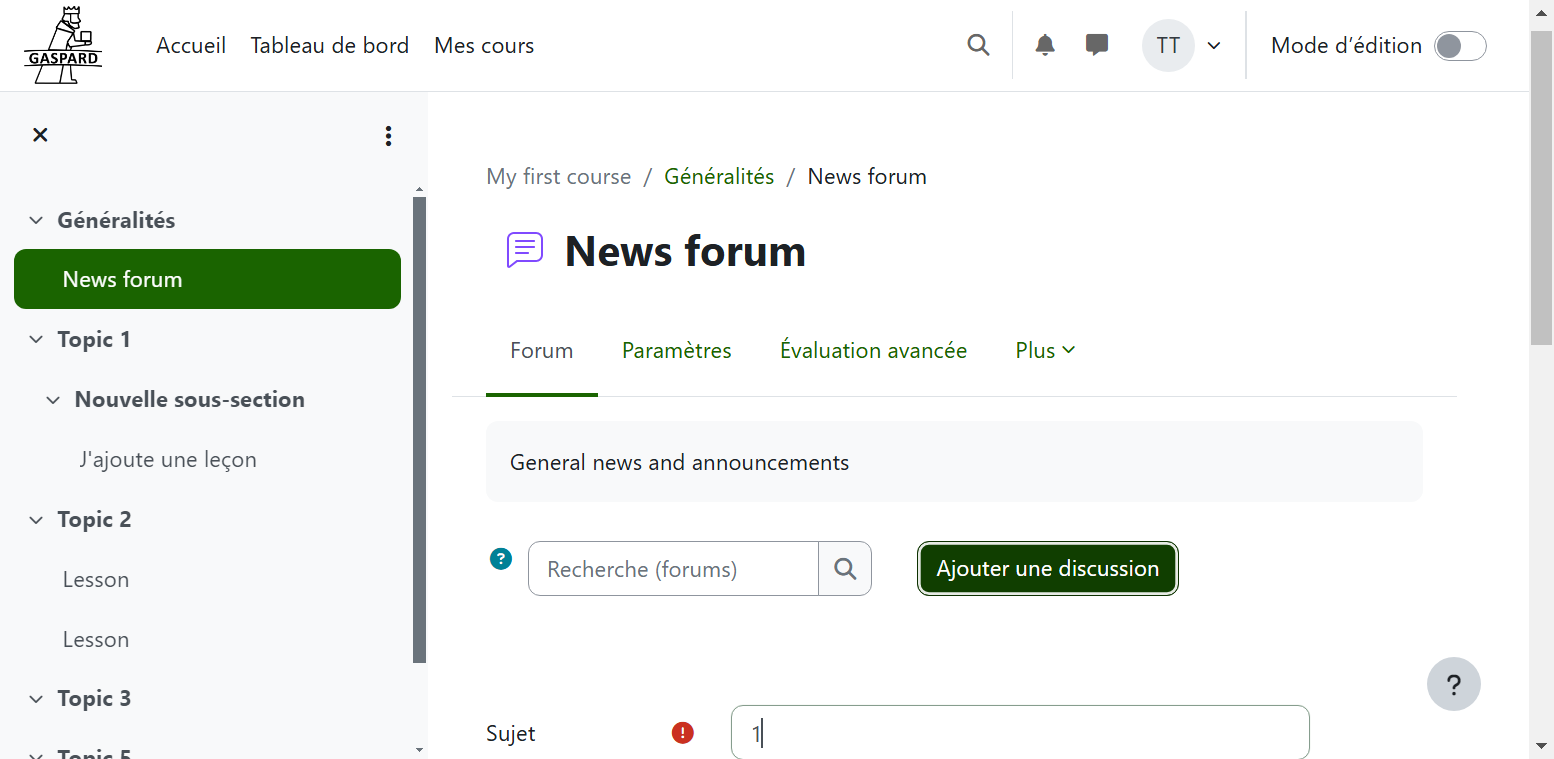 GASPARD
Accueil Tableau de bord Mes cours
TT
Mode d’édition
Généralités
News forum
Topic 1
Nouvelle sous-section
J'ajoute une leçon
Topic 2
Lesson
Lesson
Topic 3
Topic 5
My first course / Généralités / News forum
News forum
Forum Paramètres Évaluation avancée Plus
General news and announcements
? Recherche (forums) Ajouter une discussion
?
Sujet ! 1